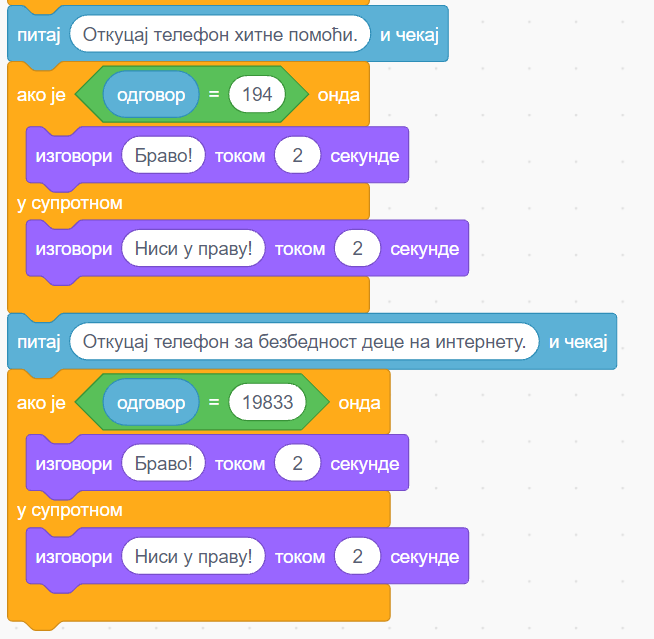 питај Откуцај телефон хитне помоћи. и чекај
ако је одговор = 194 онда
изговори Браво! током 2 секунде
у супротном
изговори Ниси у праву! током 2 секунде
питај Откуцај телефон за безбедност деце на интернету. и чекај
ако је одговор = 19833 онда
изговори Браво! током 2 секунде
у супротном
изговори Ниси у праву! током 2 секунде